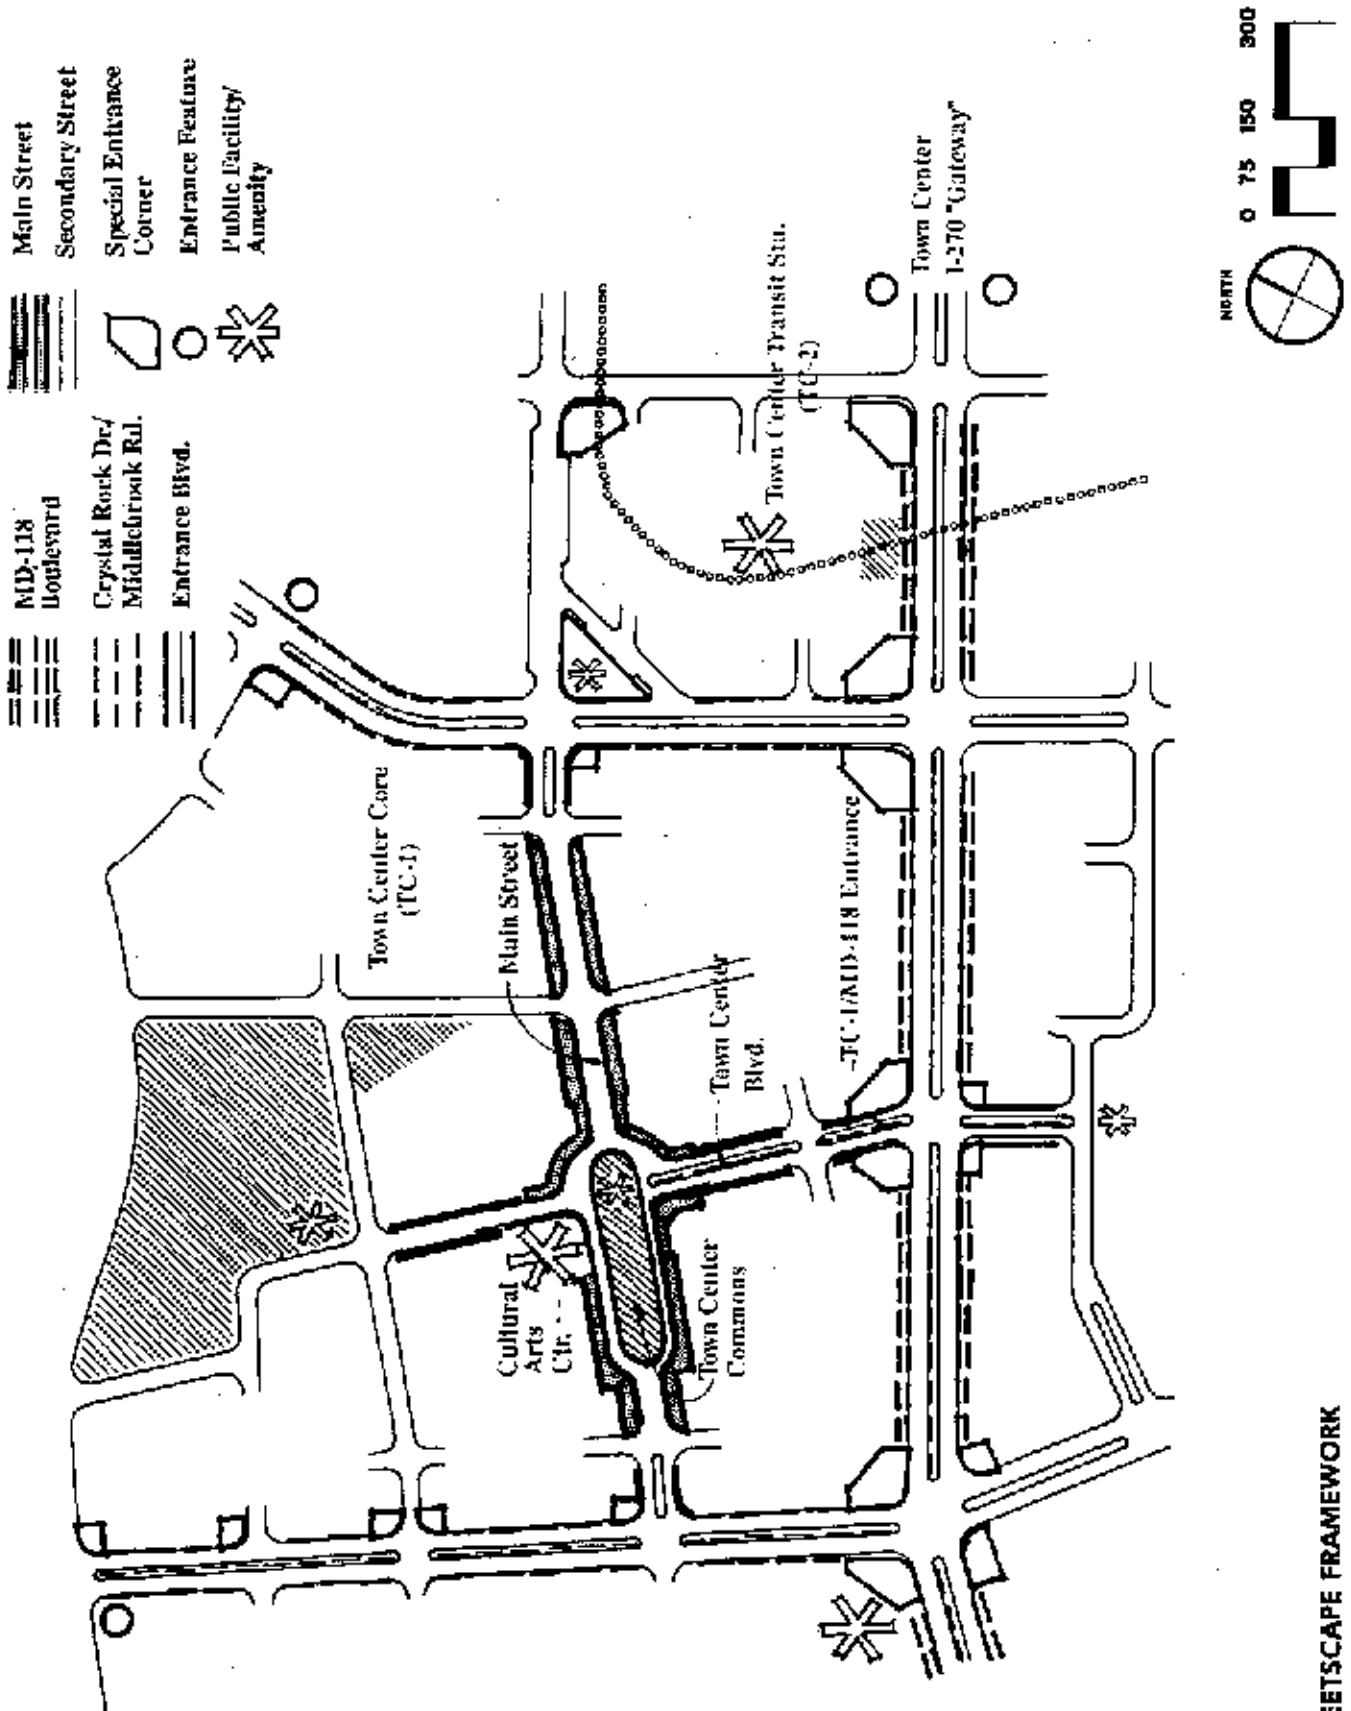 MD-118
Boulevard
Crystal Rock Dr./
Middlebrook Rd.
Entrance Blvd.
Main Street
Secondary Street
Special Entrance
Corner
Entrance Feature
Public Facility/
Amenity
Town Center Core
(TC-1)
Main Street
Cultural
Arts
Ctr.
Town Center
Commons
Town Center
Blvd.
TC-1/MD-118 Entrance
Town Center Transit Sta.
(TC-2)
Town Center
I-270 "Gateway"
NORTH
0 75 150 300
EETSCAPE FRAMEWORK